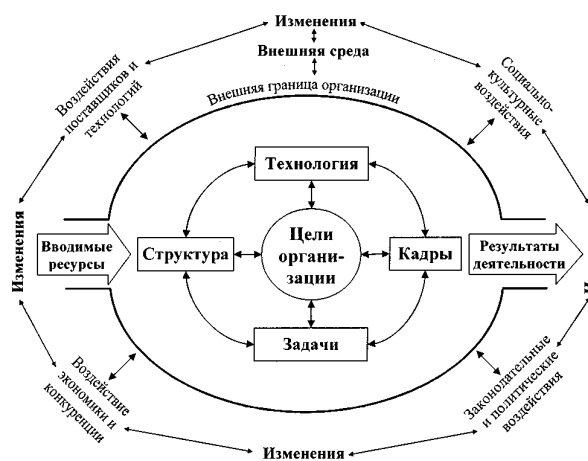 Изменения
Внешняя среда
Внешняя граница организации
Воздействия
поставщиков и
технологий
Социально-
культурные
воздействия
Технология
Изменения
Вводимые
ресурсы
Структура
Цели
органи-
зации
Кадры
Результаты
деятельности
Задачи
Воздействие
экономики и
конкуренции
Законодательные
и политические
воздействия
Изменения